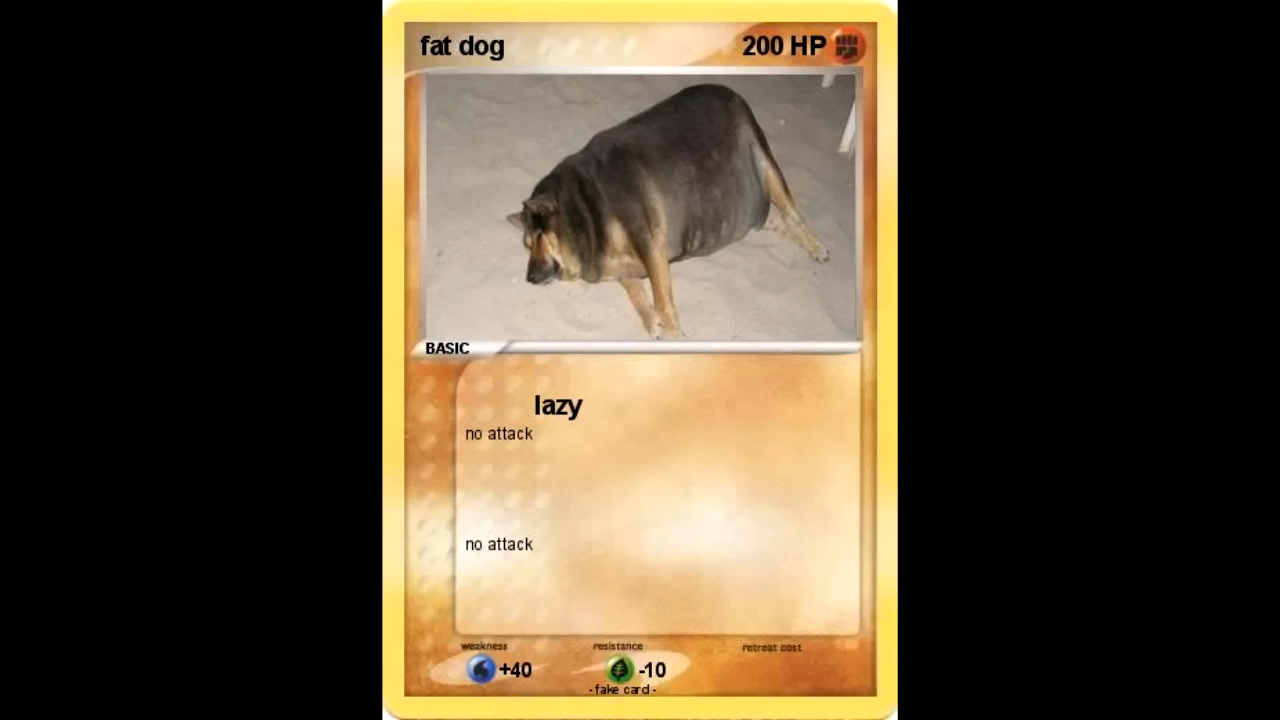 fat dog 200 HP
BASIC
lazy
no attack
no attack
weakness resistance retreat cost
+40 -10
- fake card -